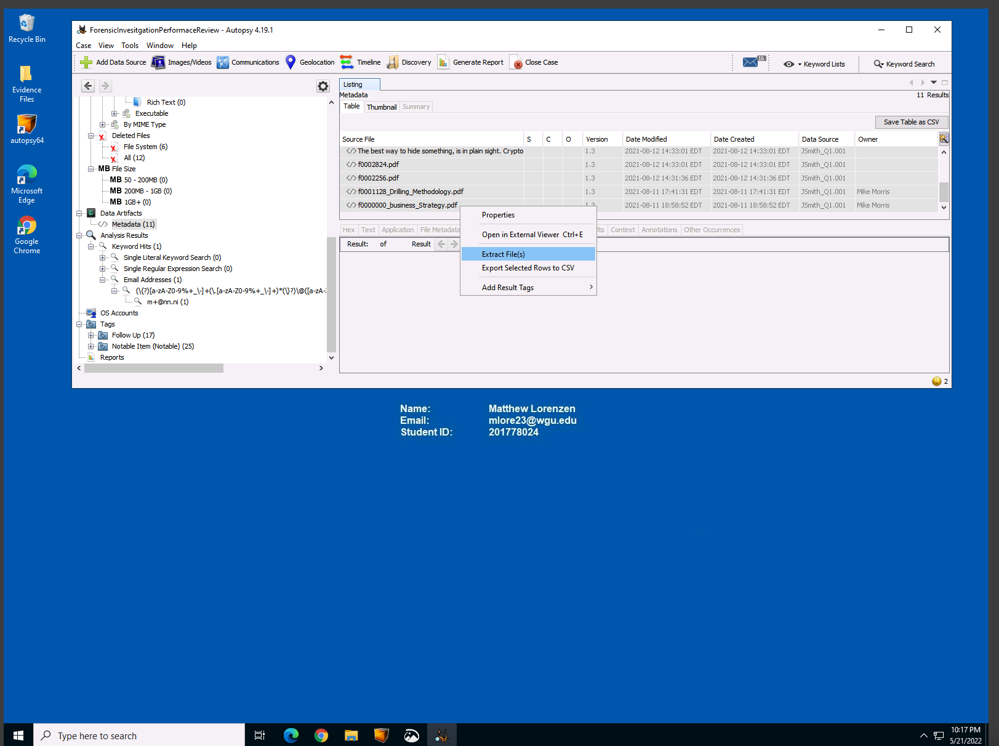 Recycle Bin
Evidence
Files
autopsy64
Microsoft
Edge
Google
Chrome
ForensicInvesitgationPerformaceReview - Autopsy 4.19.1
Case View Tools Window Help
Add Data Source Images/Videos Communications Geolocation Timeline Discovery Generate Report Close Case 16 Keyword Lists Keyword Search
Rich Text (0)
Executable
By MIME Type
Deleted Files
File System (6)
All (12)
MB File Size
MB 50 - 200MB (0)
MB 200MB - 1GB (0)
MB 1GB+ (0)
Data Artifacts
Metadata (11)
Analysis Results
Keyword Hits (1)
Single Literal Keyword Search (0)
Single Regular Expression Search (0)
Email Addresses (1)
(\{?)[a-zA-Z0-9%+_\-]+(\.[a-zA-Z0-9%+_\-]+)*(\}?)\@([a-zA-
m+@nn.ni (1)
OS Accounts
Tags
Follow Up (17)
Notable Item (Notable) (25)
Reports
Listing
Metadata 11 Results
Table Thumbnail Summary
Save Table as CSV
Source File S C O Version Date Modified Date Created Data Source Owner
The best way to hide something, is in plain sight. Crypto 1.3 2021-08-12 14:33:01 EDT 2021-08-12 14:33:01 EDT JSmith_Q1.001
f0002824.pdf 1.3 2021-08-12 14:33:01 EDT 2021-08-12 14:33:01 EDT JSmith_Q1.001
f0002256.pdf 1.3 2021-08-12 14:31:36 EDT 2021-08-12 14:31:36 EDT JSmith_Q1.001
f0001128_Drilling_Methodology.pdf 1.3 2021-08-11 17:41:31 EDT 2021-08-11 17:41:31 EDT JSmith_Q1.001 Mike Morris
f0000000_business_Strategy.pdf 1.3 2021-08-11 18:58:52 EDT 2021-08-11 18:58:52 EDT JSmith_Q1.001 Mike Morris
Hex Text Application File Metadata lts Context Annotations Other Occurrences
Result: of Result
Properties
Open in External Viewer Ctrl+E
Extract File(s)
Export Selected Rows to CSV
Add Result Tags
2
Name: Matthew Lorenzen
Email: mlore23@wgu.edu
Student ID: 201778024
Type here to search
10:17 PM
5/21/2022